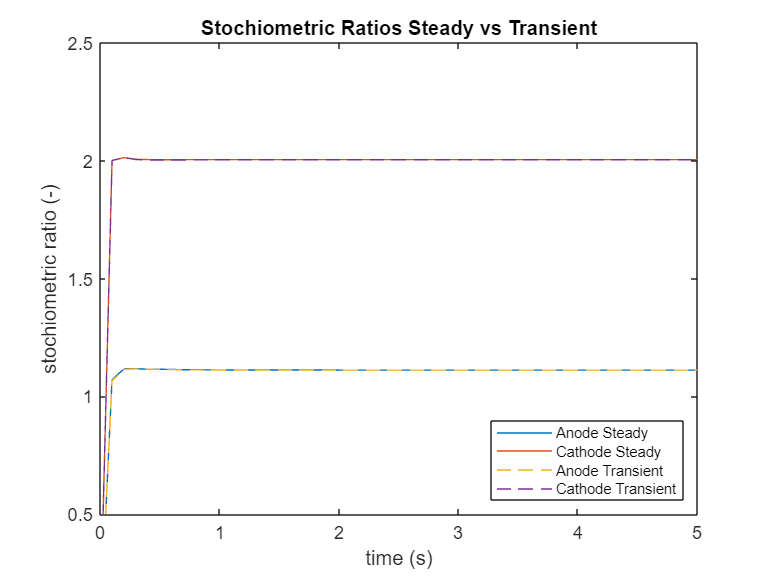 Stochiometric Ratios Steady vs Transient
2.5
2
1.5
1
0.5
stochiometric ratio (-)
0
1
2
3
4
5
time (s)
Anode Steady
Cathode Steady
Anode Transient
Cathode Transient